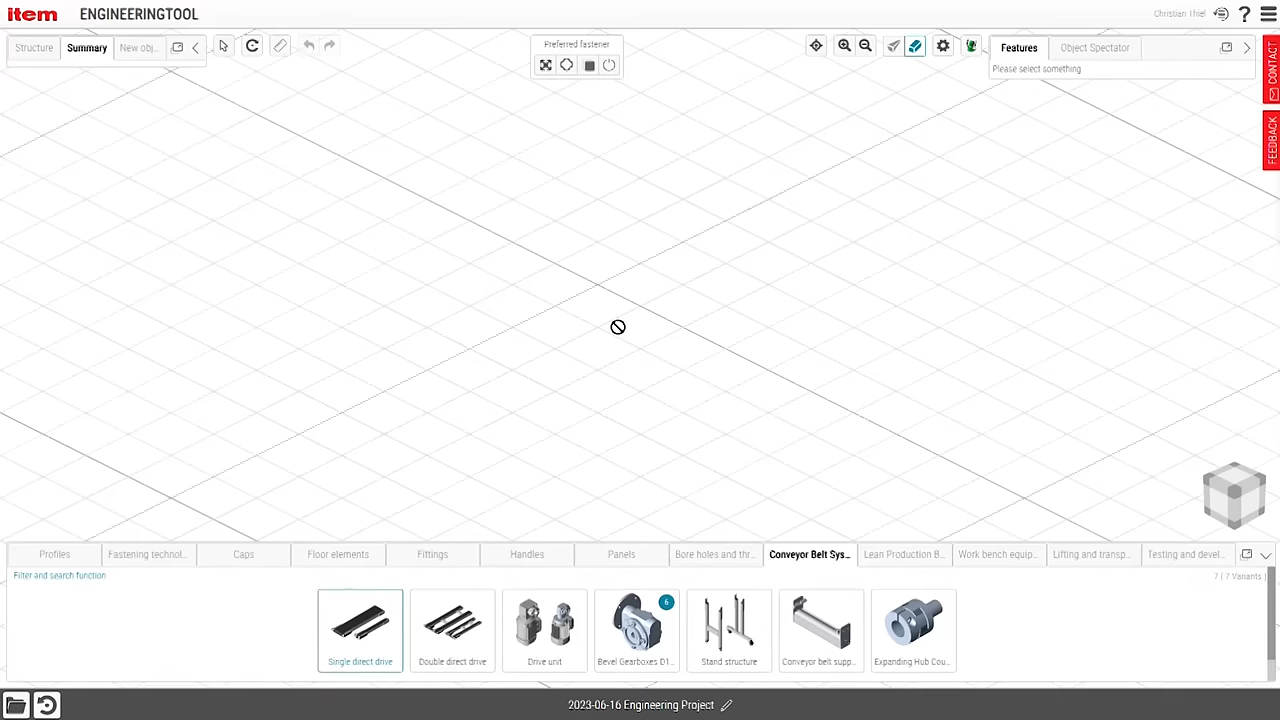 item ENGINEERINGTOOL
Christian Thiel
Structure Summary New obj...
Preferred fastener
Features Object Spectator
Please select something
CONTACT
FEEDBACK
Profiles Fastening technol... Caps Floor elements Fittings Handles Panels Bore holes and thr... Conveyor Belt Sys... Lean Production B... Work bench equip... Lifting and transp... Testing and devel...
Filter and search function
7 | 7 Variants |
6
Single direct drive Double direct drive Drive unit Bevel Gearboxes D1... Stand structure Conveyor belt supp... Expanding Hub Cou...
2023-06-16 Engineering Project